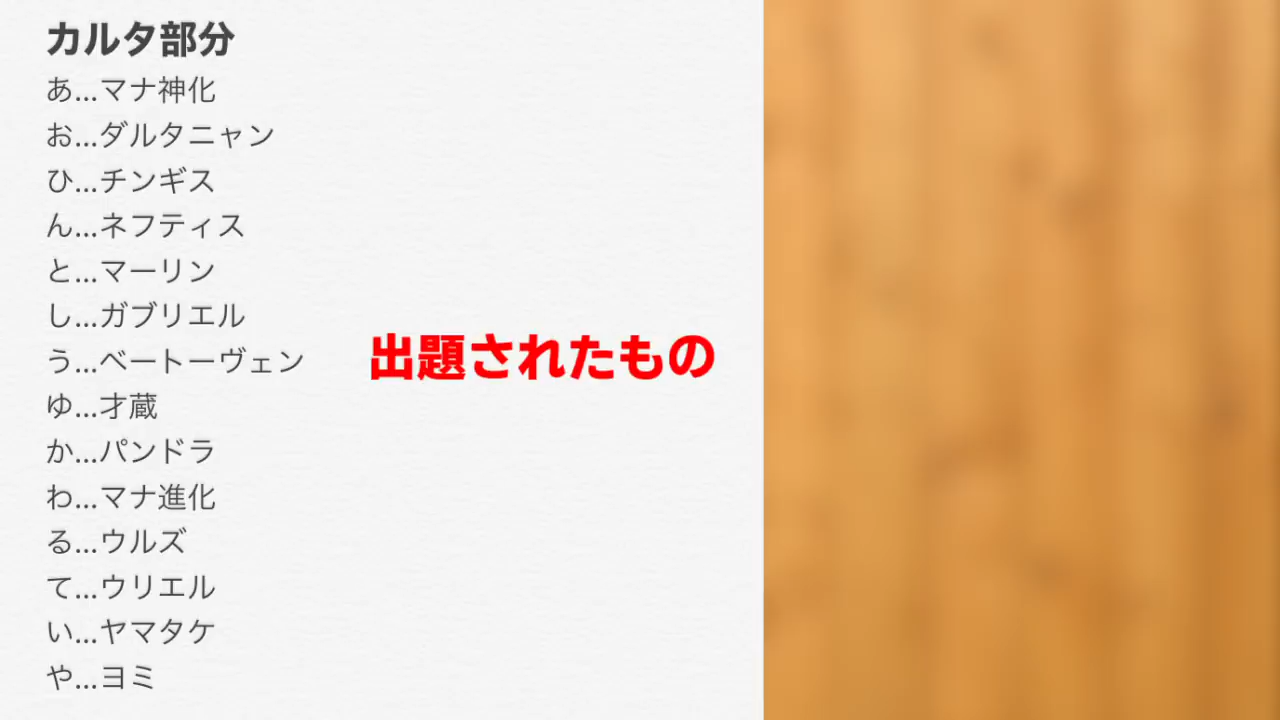 カルタ部分
あ…マナ神化
お…ダルタニャン
ひ…チンギス
ん…ネフティス
と…マーリン
し…ガブリエル
う…ベートーヴェン
出題されたもの
ゆ…才蔵
か…パンドラ
わ…マナ進化
る…ウルズ
て…ウリエル
い…ヤマタケ
や…ヨミ